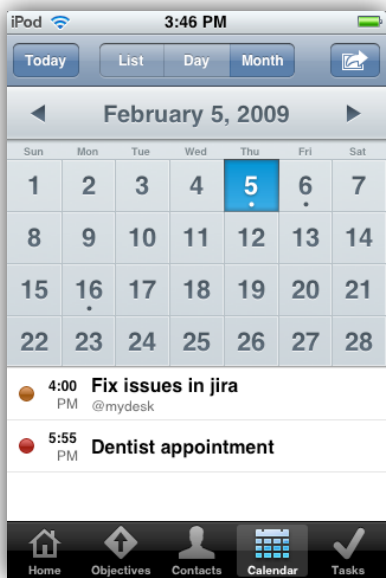 iPod 3:46 PM
Today List Day Month
February 5, 2009
Sun Mon Tue Wed Thu Fri Sat
1 2 3 4 5 6 7
8 9 10 11 12 13 14
15 16 17 18 19 20 21
22 23 24 25 26 27 28
4:00 Fix issues in jira
PM @mydesk
5:55
PM Dentist appointment
Home Objectives Contacts Calendar Tasks